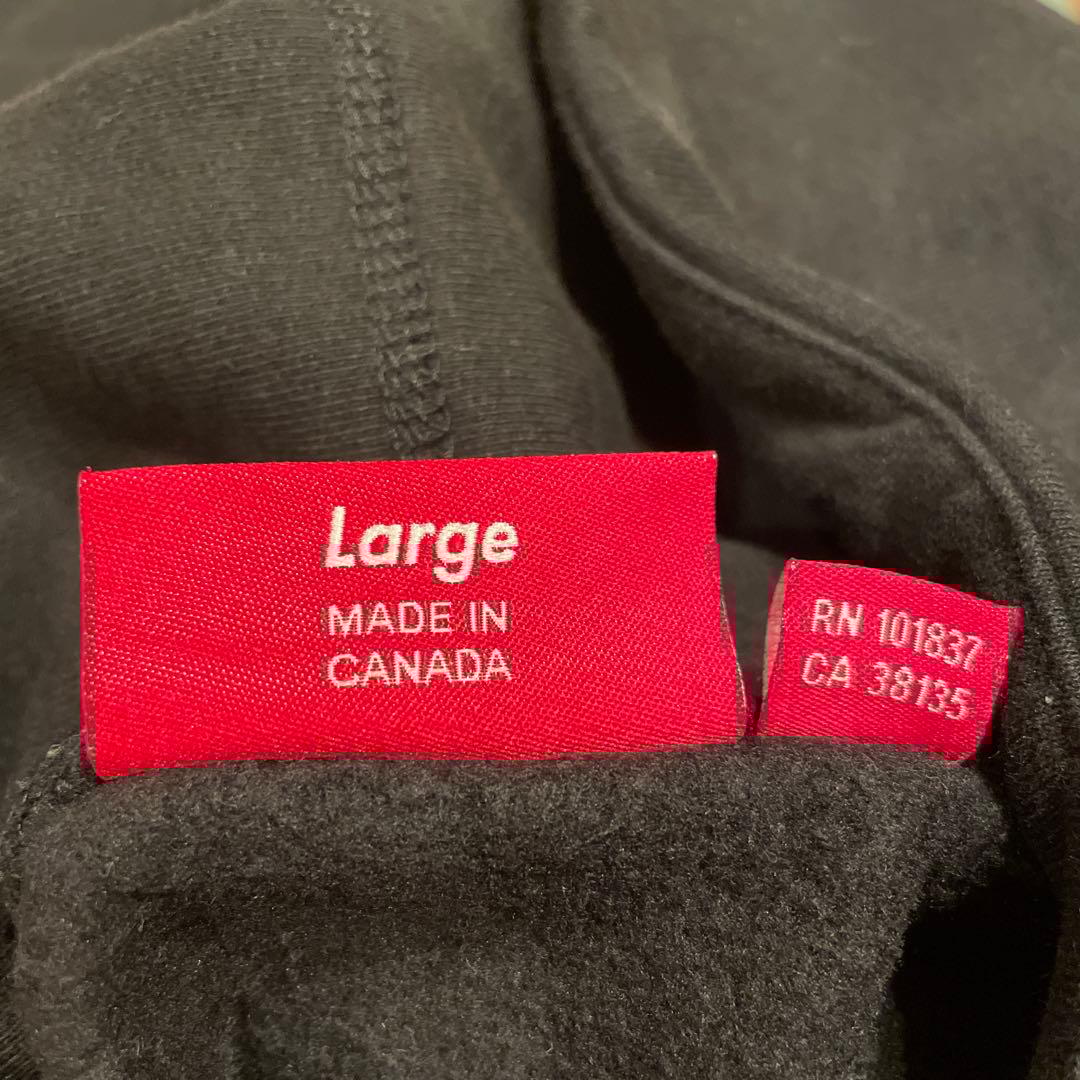 Large
MADE IN
CANADA
RN 101837
CA 38135